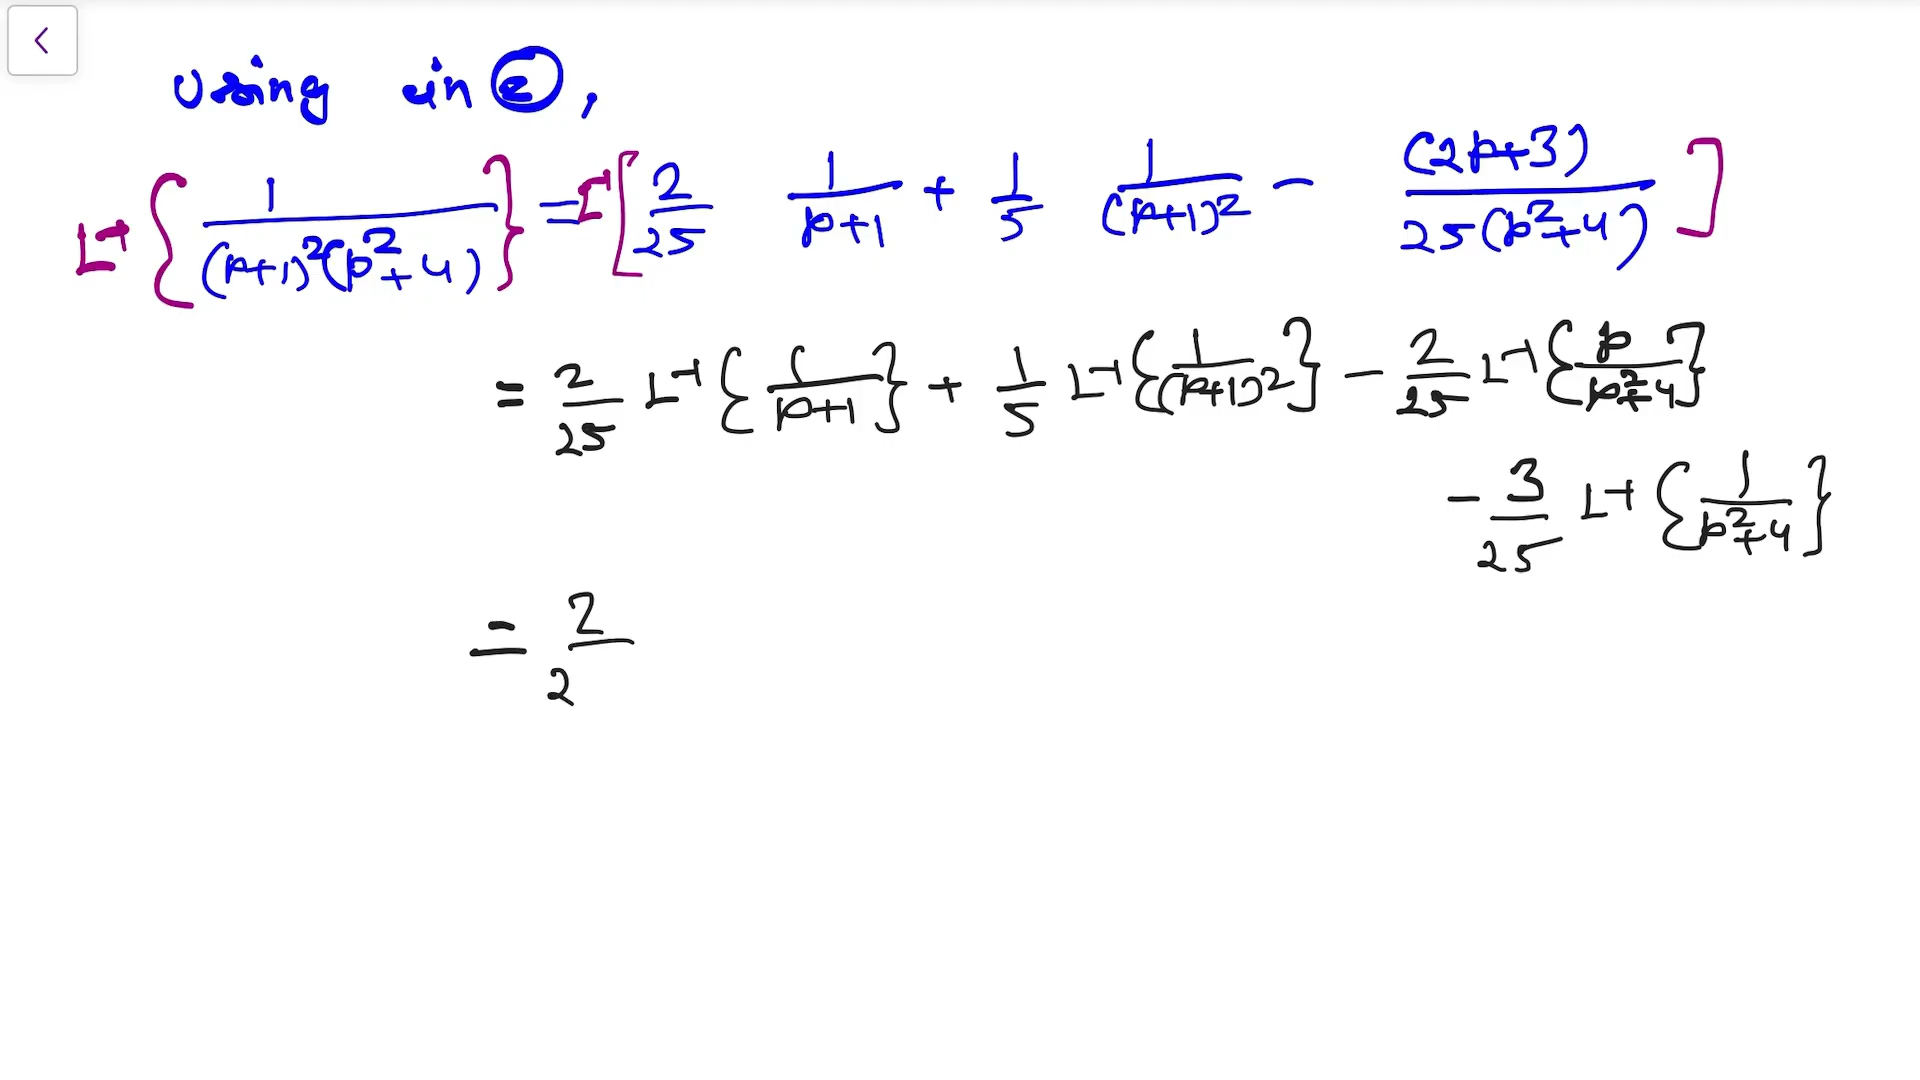 Using in ②,
L⁻¹{1/((p+1)²(p²+4))} = L⁻¹[2/25 1/(p+1) + 1/5 1/(p+1)² − (2p+3)/(25(p²+4))]
= 2/25 L⁻¹{1/(p+1)} + 1/5 L⁻¹{1/(p+1)²} − 2/25 L⁻¹{p/(p²+4)}
− 3/25 L⁻¹{1/(p²+4)}
= 2/2